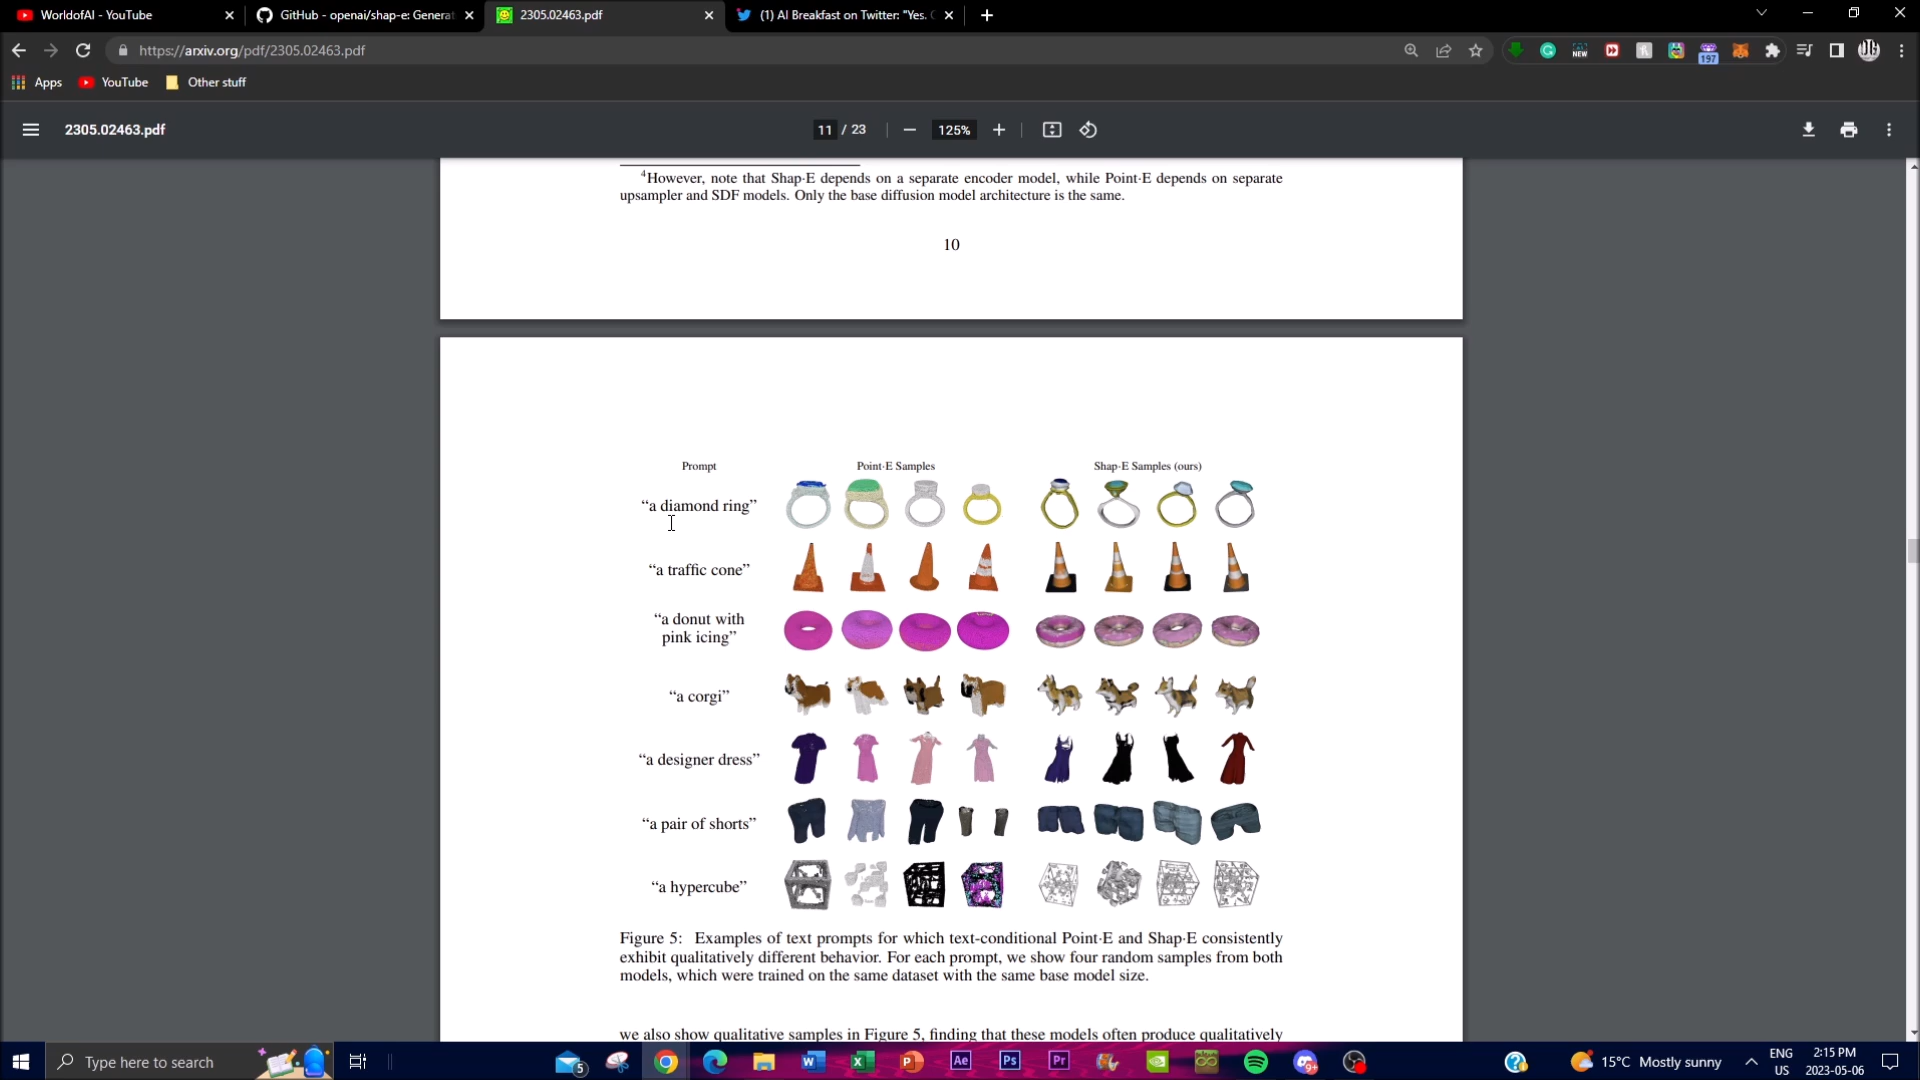 WorldofAI - YouTube
GitHub - openai/shap-e: Generat
2305.02463.pdf
(1) AI Breakfast on Twitter: "Yes.
https://arxiv.org/pdf/2305.02463.pdf
NEW
197
Apps
YouTube
Other stuff
2305.02463.pdf
11 / 23
125%
4However, note that Shap·E depends on a separate encoder model, while Point·E depends on separate
upsampler and SDF models. Only the base diffusion model architecture is the same.
10
Prompt
Point·E Samples
Shap·E Samples (ours)
“a diamond ring”
“a traffic cone”
“a donut with
pink icing”
“a corgi”
“a designer dress”
“a pair of shorts”
“a hypercube”
Figure 5: Examples of text prompts for which text-conditional Point·E and Shap·E consistently
exhibit qualitatively different behavior. For each prompt, we show four random samples from both
models, which were trained on the same dataset with the same base model size.
we also show qualitative samples in Figure 5, finding that these models often produce qualitatively
Type here to search
5
Ae
Ps
Pr
9+
15°C Mostly sunny
ENG
US
2:15 PM
2023-05-06